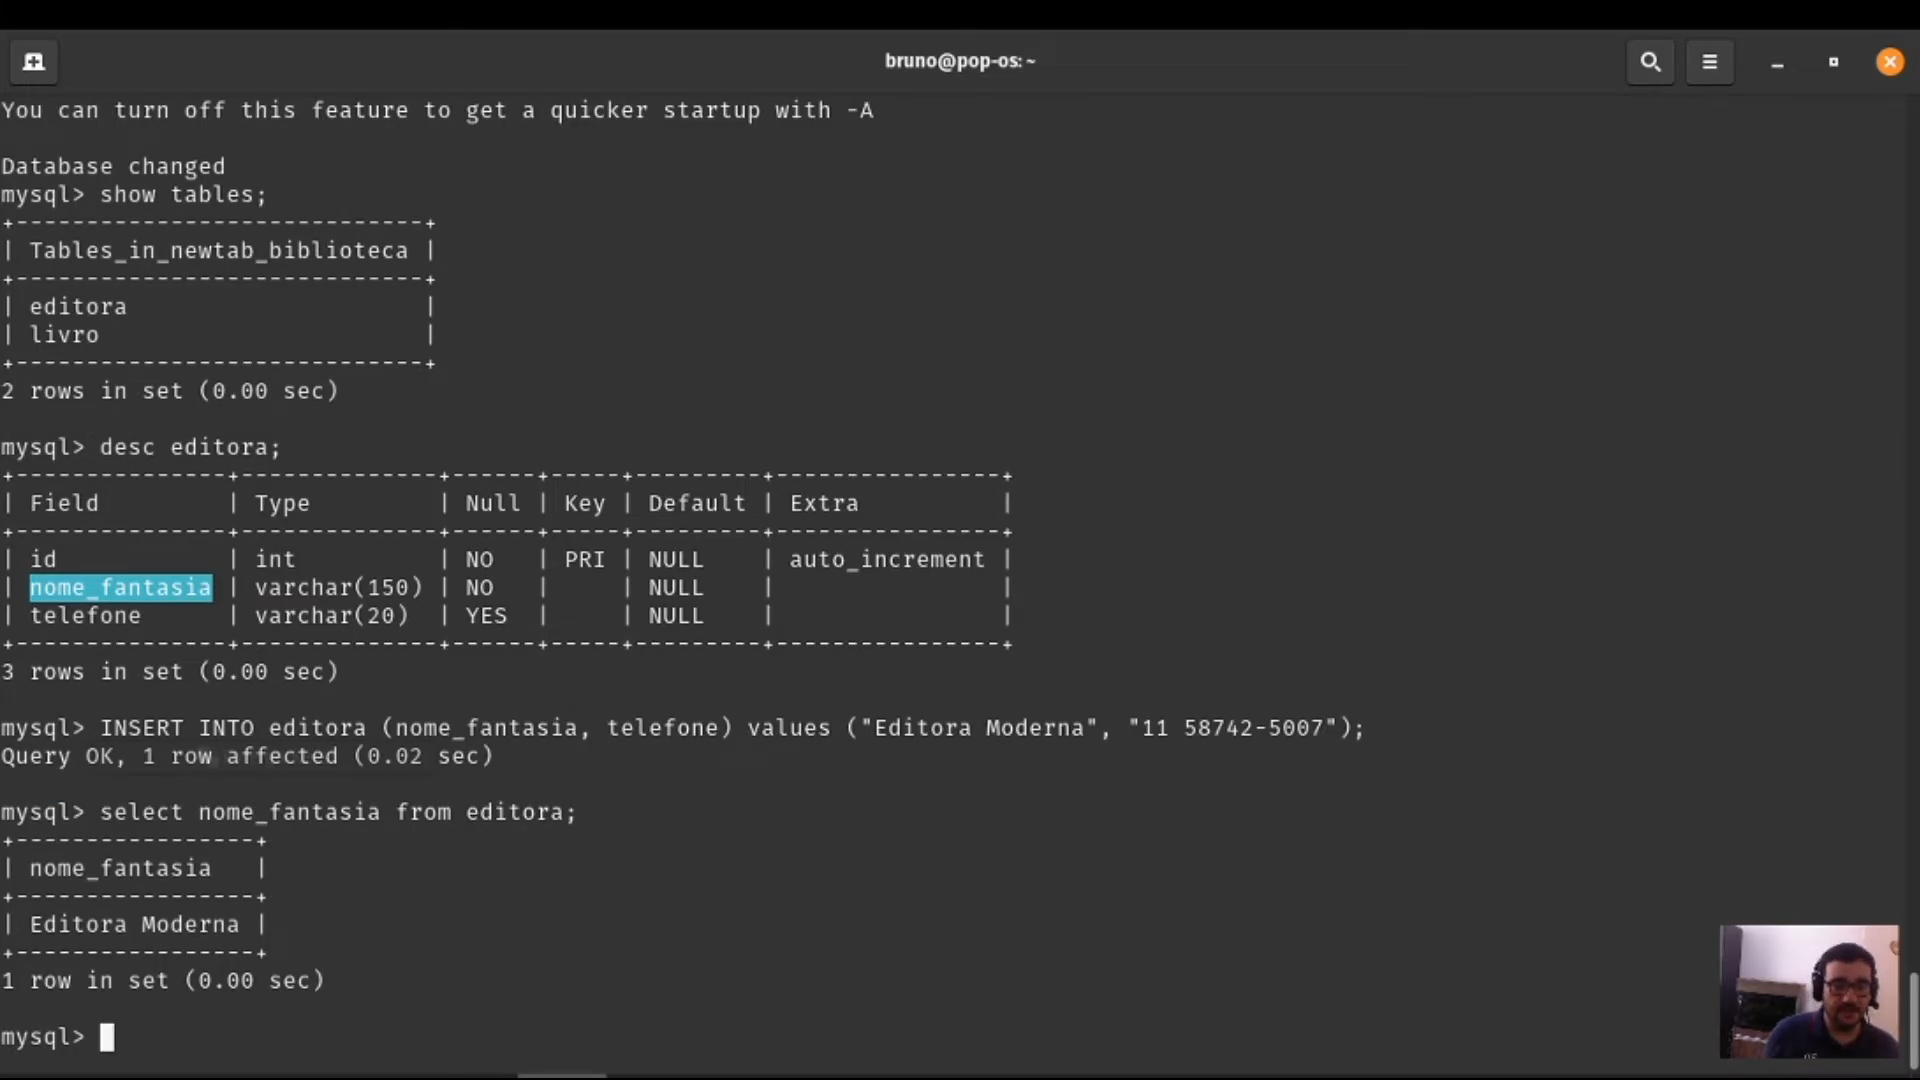 bruno@pop-os: ~
You can turn off this feature to get a quicker startup with -A
Database changed
mysql> show tables;
+-----------------------------+
| Tables_in_newtab_biblioteca |
+-----------------------------+
| editora                     |
| livro                       |
+-----------------------------+
2 rows in set (0.00 sec)
mysql> desc editora;
+---------------+--------------+------+-----+---------+----------------+
| Field         | Type         | Null | Key | Default | Extra          |
+---------------+--------------+------+-----+---------+----------------+
| id            | int          | NO   | PRI | NULL    | auto_increment |
| nome_fantasia | varchar(150) | NO   |     | NULL    |                |
| telefone      | varchar(20)  | YES  |     | NULL    |                |
+---------------+--------------+------+-----+---------+----------------+
3 rows in set (0.00 sec)
mysql> INSERT INTO editora (nome_fantasia, telefone) values ("Editora Moderna", "11 58742-5007");
Query OK, 1 row affected (0.02 sec)
mysql> select nome_fantasia from editora;
+-----------------+
| nome_fantasia   |
+-----------------+
| Editora Moderna |
+-----------------+
1 row in set (0.00 sec)
mysql>